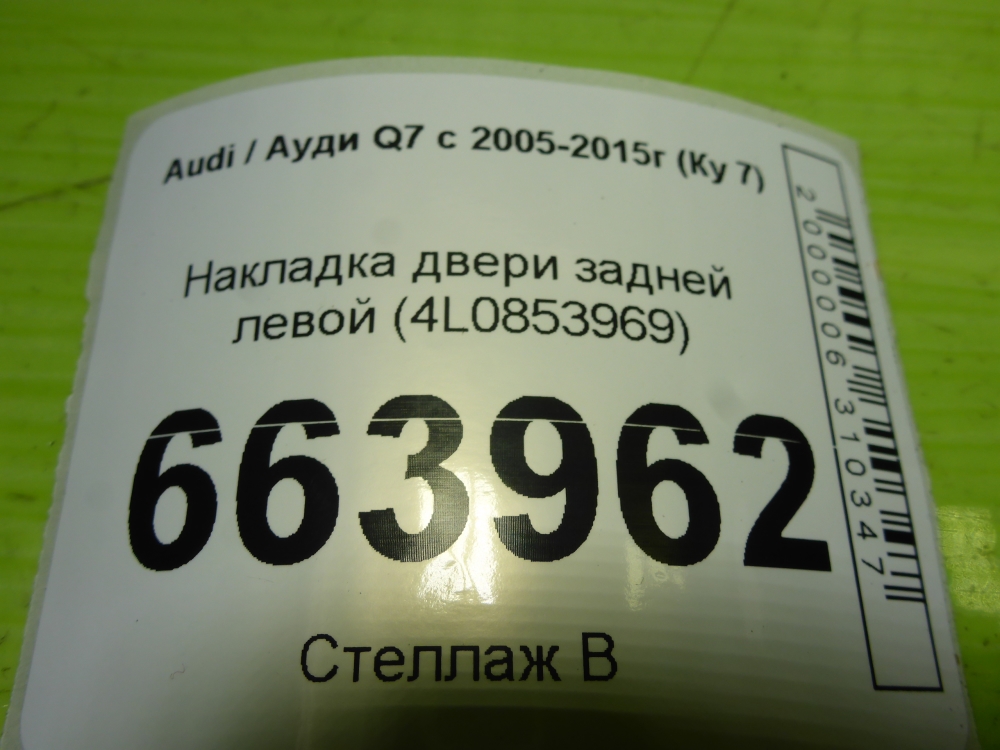 Audi / Ауди Q7 с 2005-2015г (Ку 7)
Накладка двери задней
левой (4L0853969)
663962
Стеллаж В
2000006310347